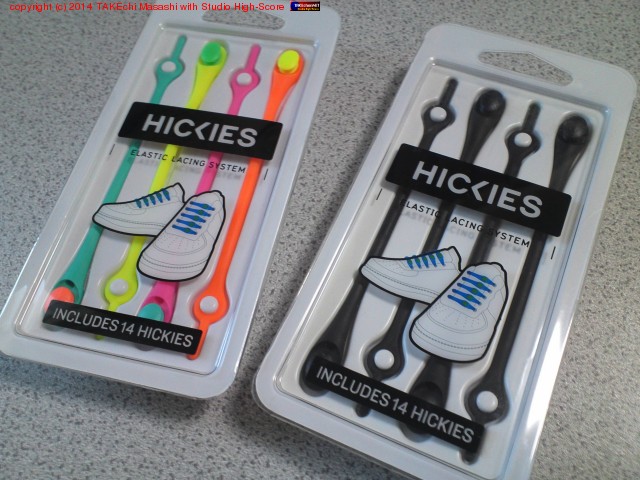 copyright (c) 2014 TAKEchi Masashi with Studio High-Score
HICKIES
ELASTIC LACING SYSTEM
INCLUDES 14 HICKIES
HICKIES
ELASTIC LACING SYSTEM
INCLUDES 14 HICKIES